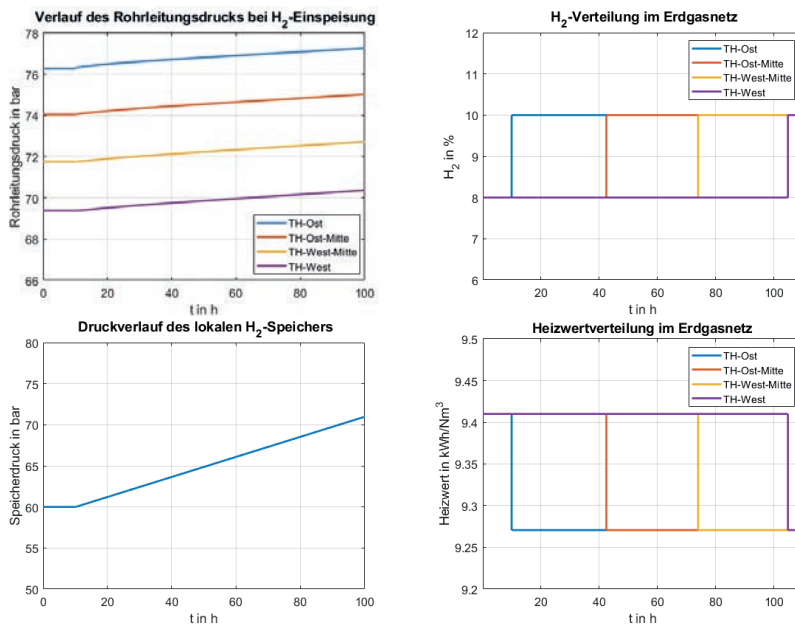 Verlauf des Rohrleitungsdrucks bei H2-Einspeisung
78
76
74
72
70
68
66
Rohrleitungsdruck in bar
TH-Ost
TH-Ost-Mitte
TH-West-Mitte
TH-West
0 20 40 60 80 100
t in h
H2-Verteilung im Erdgasnetz
12
11
10
9
8
7
6
H2 in %
TH-Ost
TH-Ost-Mitte
TH-West-Mitte
TH-West
20 40 60 80 100
t in h
Druckverlauf des lokalen H2-Speichers
80
75
70
65
60
55
50
Speicherdruck in bar
0 20 40 60 80 100
t in h
Heizwertverteilung im Erdgasnetz
9.5
9.45
9.4
9.35
9.3
9.25
9.2
Heizwert in kWh/Nm³
TH-Ost
TH-Ost-Mitte
TH-West-Mitte
TH-West
20 40 60 80 100
t in h